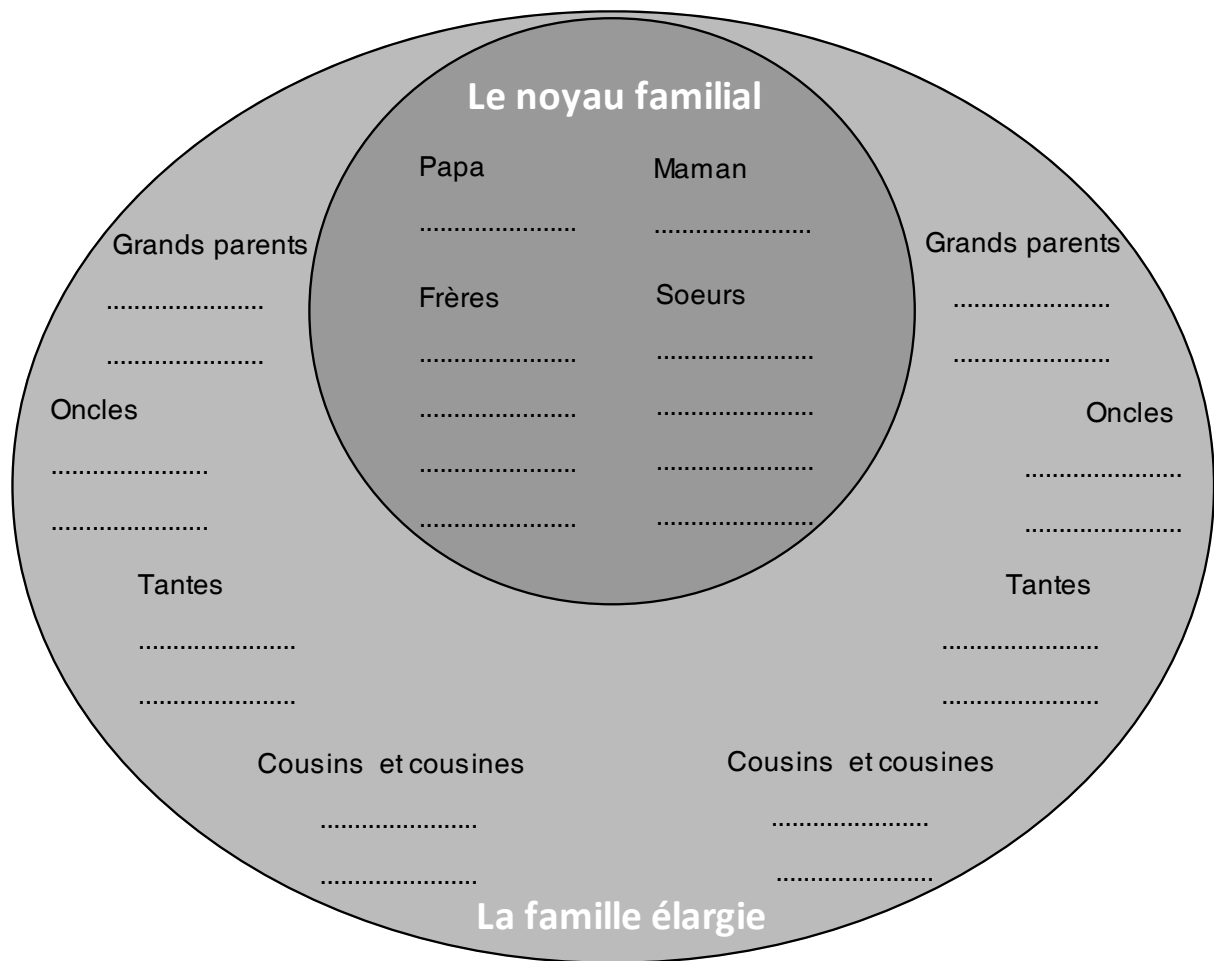 Le noyau familial
Papa Maman
....................... .......................
Grands parents Grands parents
Frères Soeurs
....................... .......................
....................... .......................
....................... .......................
Oncles Oncles
....................... .......................
....................... .......................
....................... .......................
....................... .......................
Tantes Tantes
....................... .......................
....................... .......................
Cousins et cousines Cousins et cousines
....................... .......................
....................... .......................
La famille élargie